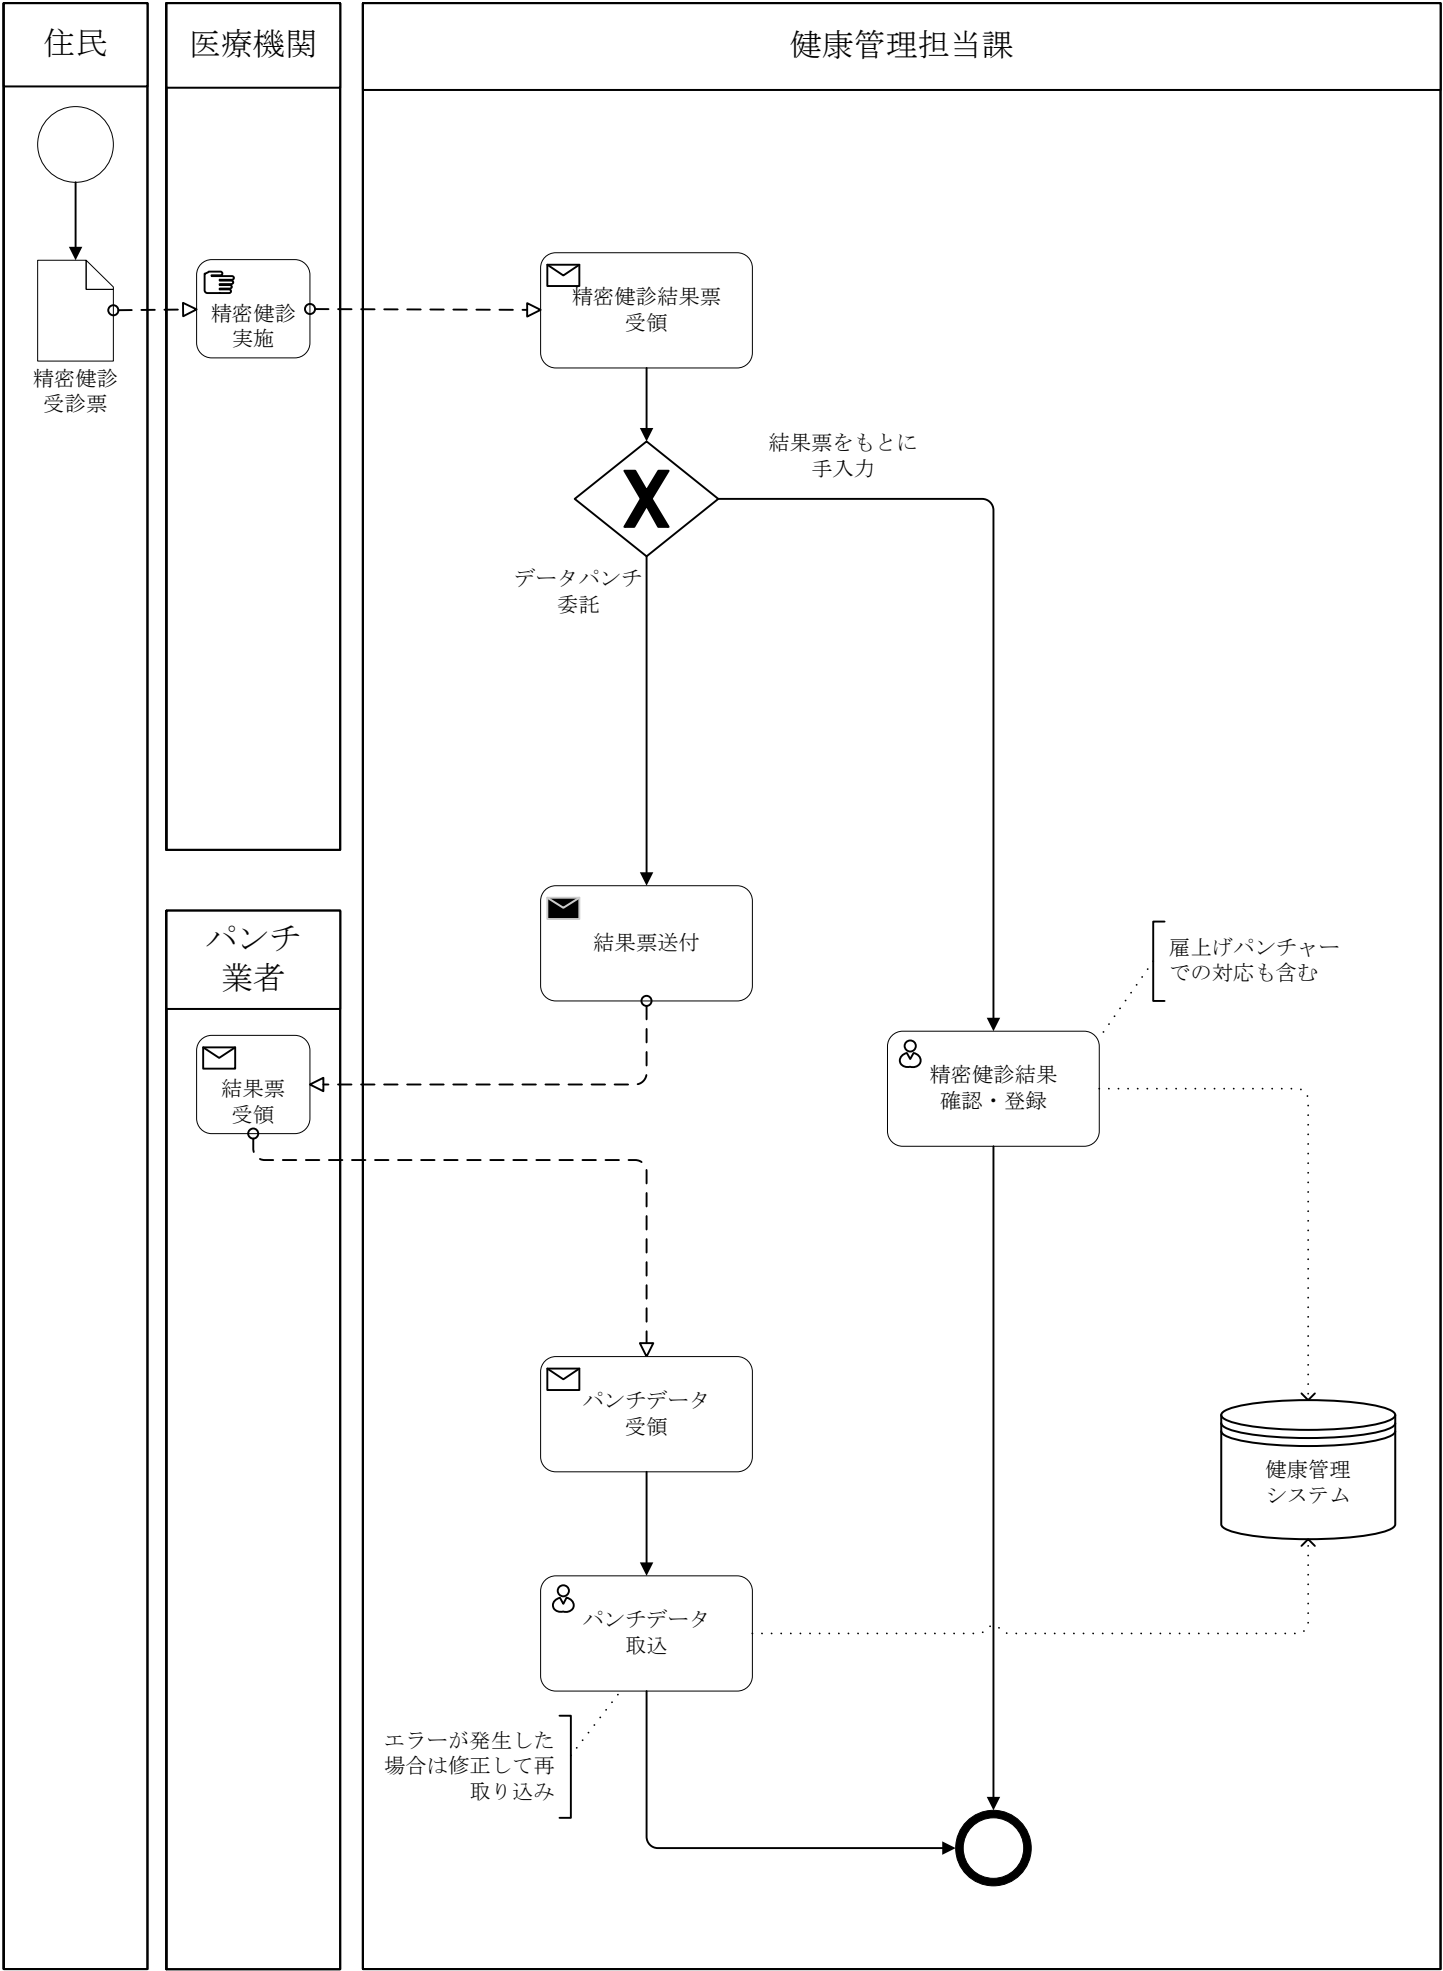 住民
医療機関
健康管理担当課
精密健診
受診票
精密健診
実施
精密健診結果票
受領
結果票をもとに
手入力
データパンチ
委託
結果票送付
パンチ
業者
結果票
受領
雇上げパンチャー
での対応も含む
精密健診結果
確認・登録
パンチデータ
受領
健康管理
システム
パンチデータ
取込
エラーが発生した
場合は修正して再
取り込み